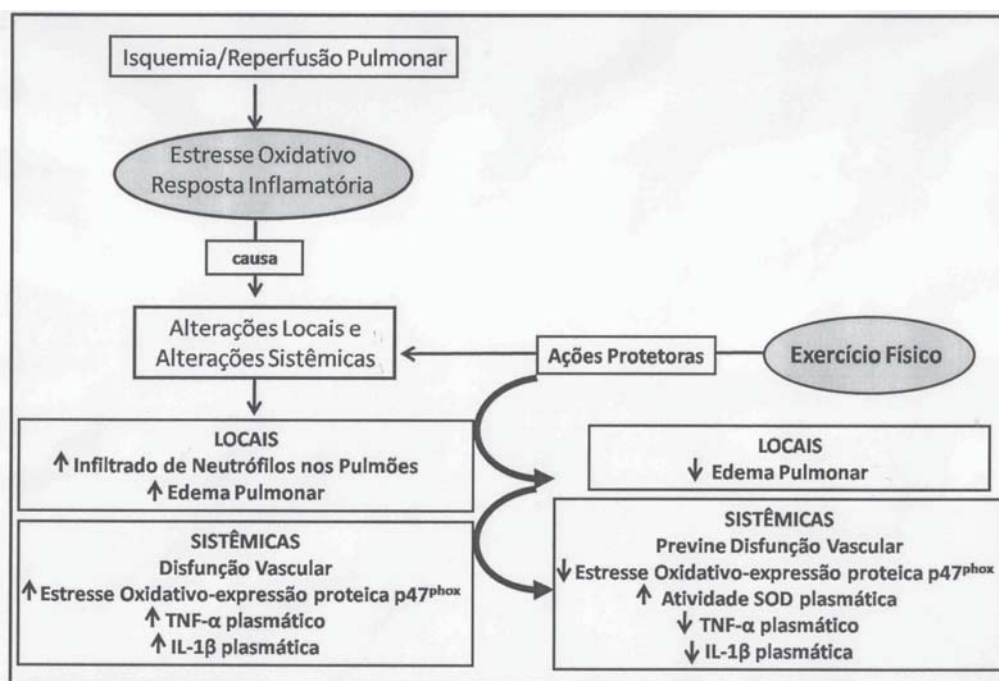 Isquemia/Reperfusão Pulmonar
Estresse Oxidativo
Resposta Inflamatória
causa
Alterações Locais e
Alterações Sistêmicas
Ações Protetoras
Exercício Físico
LOCAIS
↑ Infiltrado de Neutrófilos nos Pulmões
↑ Edema Pulmonar
SISTÊMICAS
Disfunção Vascular
↑ Estresse Oxidativo-expressão proteica p47phox
↑ TNF-α plasmático
↑ IL-1β plasmática
LOCAIS
↓ Edema Pulmonar
SISTÊMICAS
Previne Disfunção Vascular
↓ Estresse Oxidativo-expressão proteica p47phox
↑ Atividade SOD plasmática
↓ TNF-α plasmático
↓ IL-1β plasmática